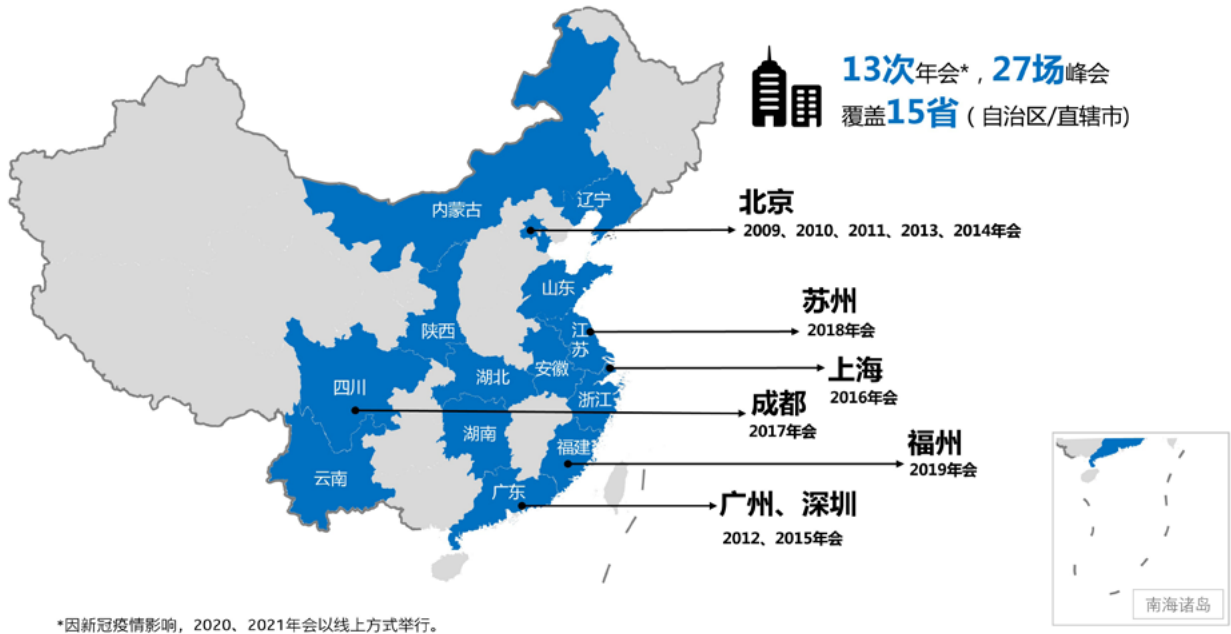 13次年会*，27场峰会
覆盖15省（自治区/直辖市)
内蒙古
辽宁
北京
2009、2010、2011、2013、2014年会
山东
陕西
江
苏
苏州
2018年会
安徽
湖北
上海
2016年会
四川
浙江
成都
2017年会
湖南
福建
福州
2019年会
云南
广东
广州、深圳
2012、2015年会
南海诸岛
*因新冠疫情影响，2020、2021年会以线上方式举行。